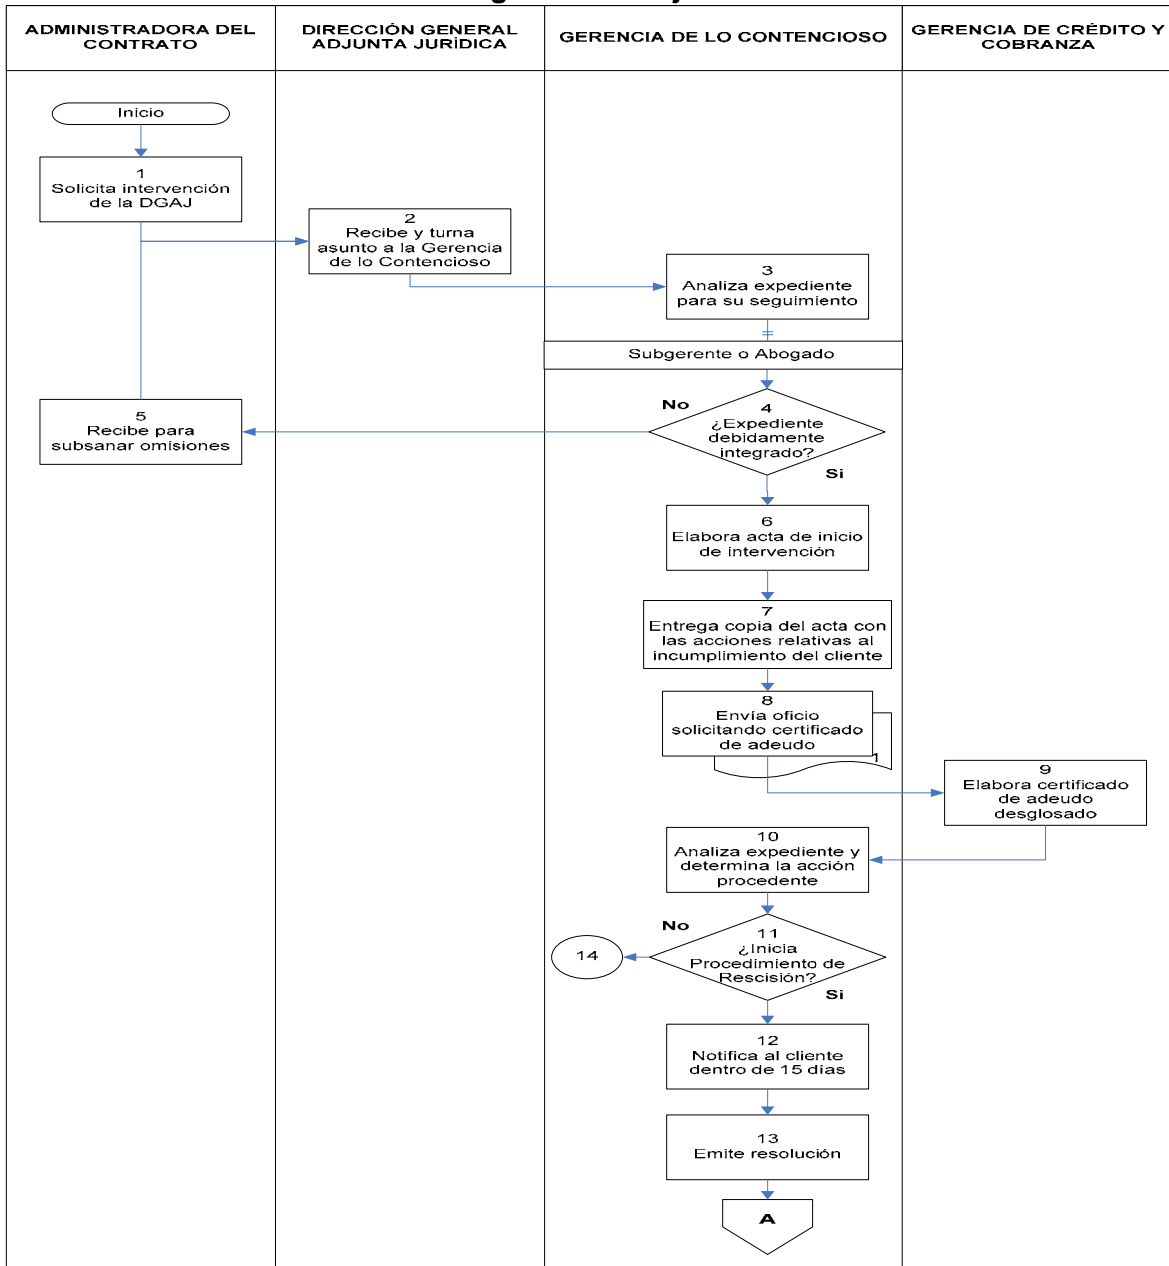 ADMINISTRADORA DEL
CONTRATO
DIRECCIÓN GENERAL
ADJUNTA JURÍDICA
GERENCIA DE LO CONTENCIOSO
GERENCIA DE CRÉDITO Y
COBRANZA
Inicio
1
Solicita intervención
de la DGAJ
2
Recibe y turna
asunto a la Gerencia
de lo Contencioso
3
Analiza expediente
para su seguimiento
Subgerente o Abogado
No
4
¿Expediente
debidamente
integrado?
Si
5
Recibe para
subsanar omisiones
6
Elabora acta de inicio
de intervención
7
Entrega copia del acta con
las acciones relativas al
incumplimiento del cliente
8
Envía oficio
solicitando certificado
de adeudo
1
9
Elabora certificado
de adeudo
desglosado
10
Analiza expediente y
determina la acción
procedente
No
11
¿Inicia
Procedimiento de
Rescisión?
Si
14
12
Notifica al cliente
dentro de 15 días
13
Emite resolución
A